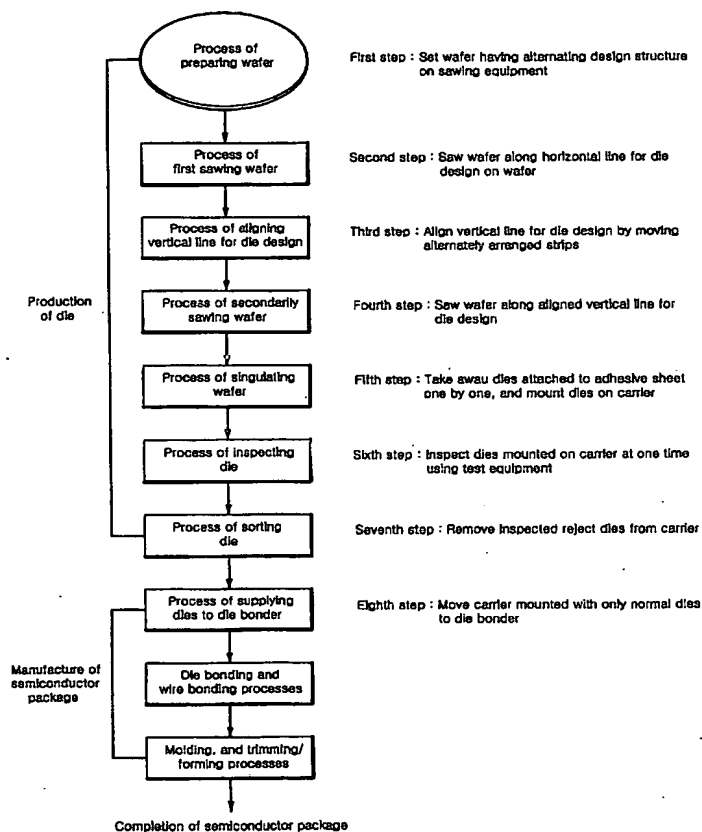 Process of
preparing wafer
First step : Set wafer having alternating design structure
on sawing equipment
Process of
first sawing wafer
Second step : Saw wafer along horizontal line for die
design on wafer
Process of aligning
vertical line for die design
Third step : Align vertical line for die design by moving
alternately arranged strips
Production
of die
Process of secondarily
sawing wafer
Fourth step : Saw wafer along aligned vertical line for
die design
Process of singulating
wafer
Fifth step : Take awau dies attached to adhesive sheet
one by one, and mount dies on carrier
Process of inspecting
die
Sixth step : Inspect dies mounted on carrier at one time
using test equipment
Process of sorting
die
Seventh step : Remove inspected reject dies from carrier
Process of supplying
dies to die bonder
Eighth step : Move carrier mounted with only normal dies
to die bonder
Manufacture of
semiconductor
package
Die bonding and
wire bonding processes
Molding, and trimming/
forming processes
Completion of semiconductor package